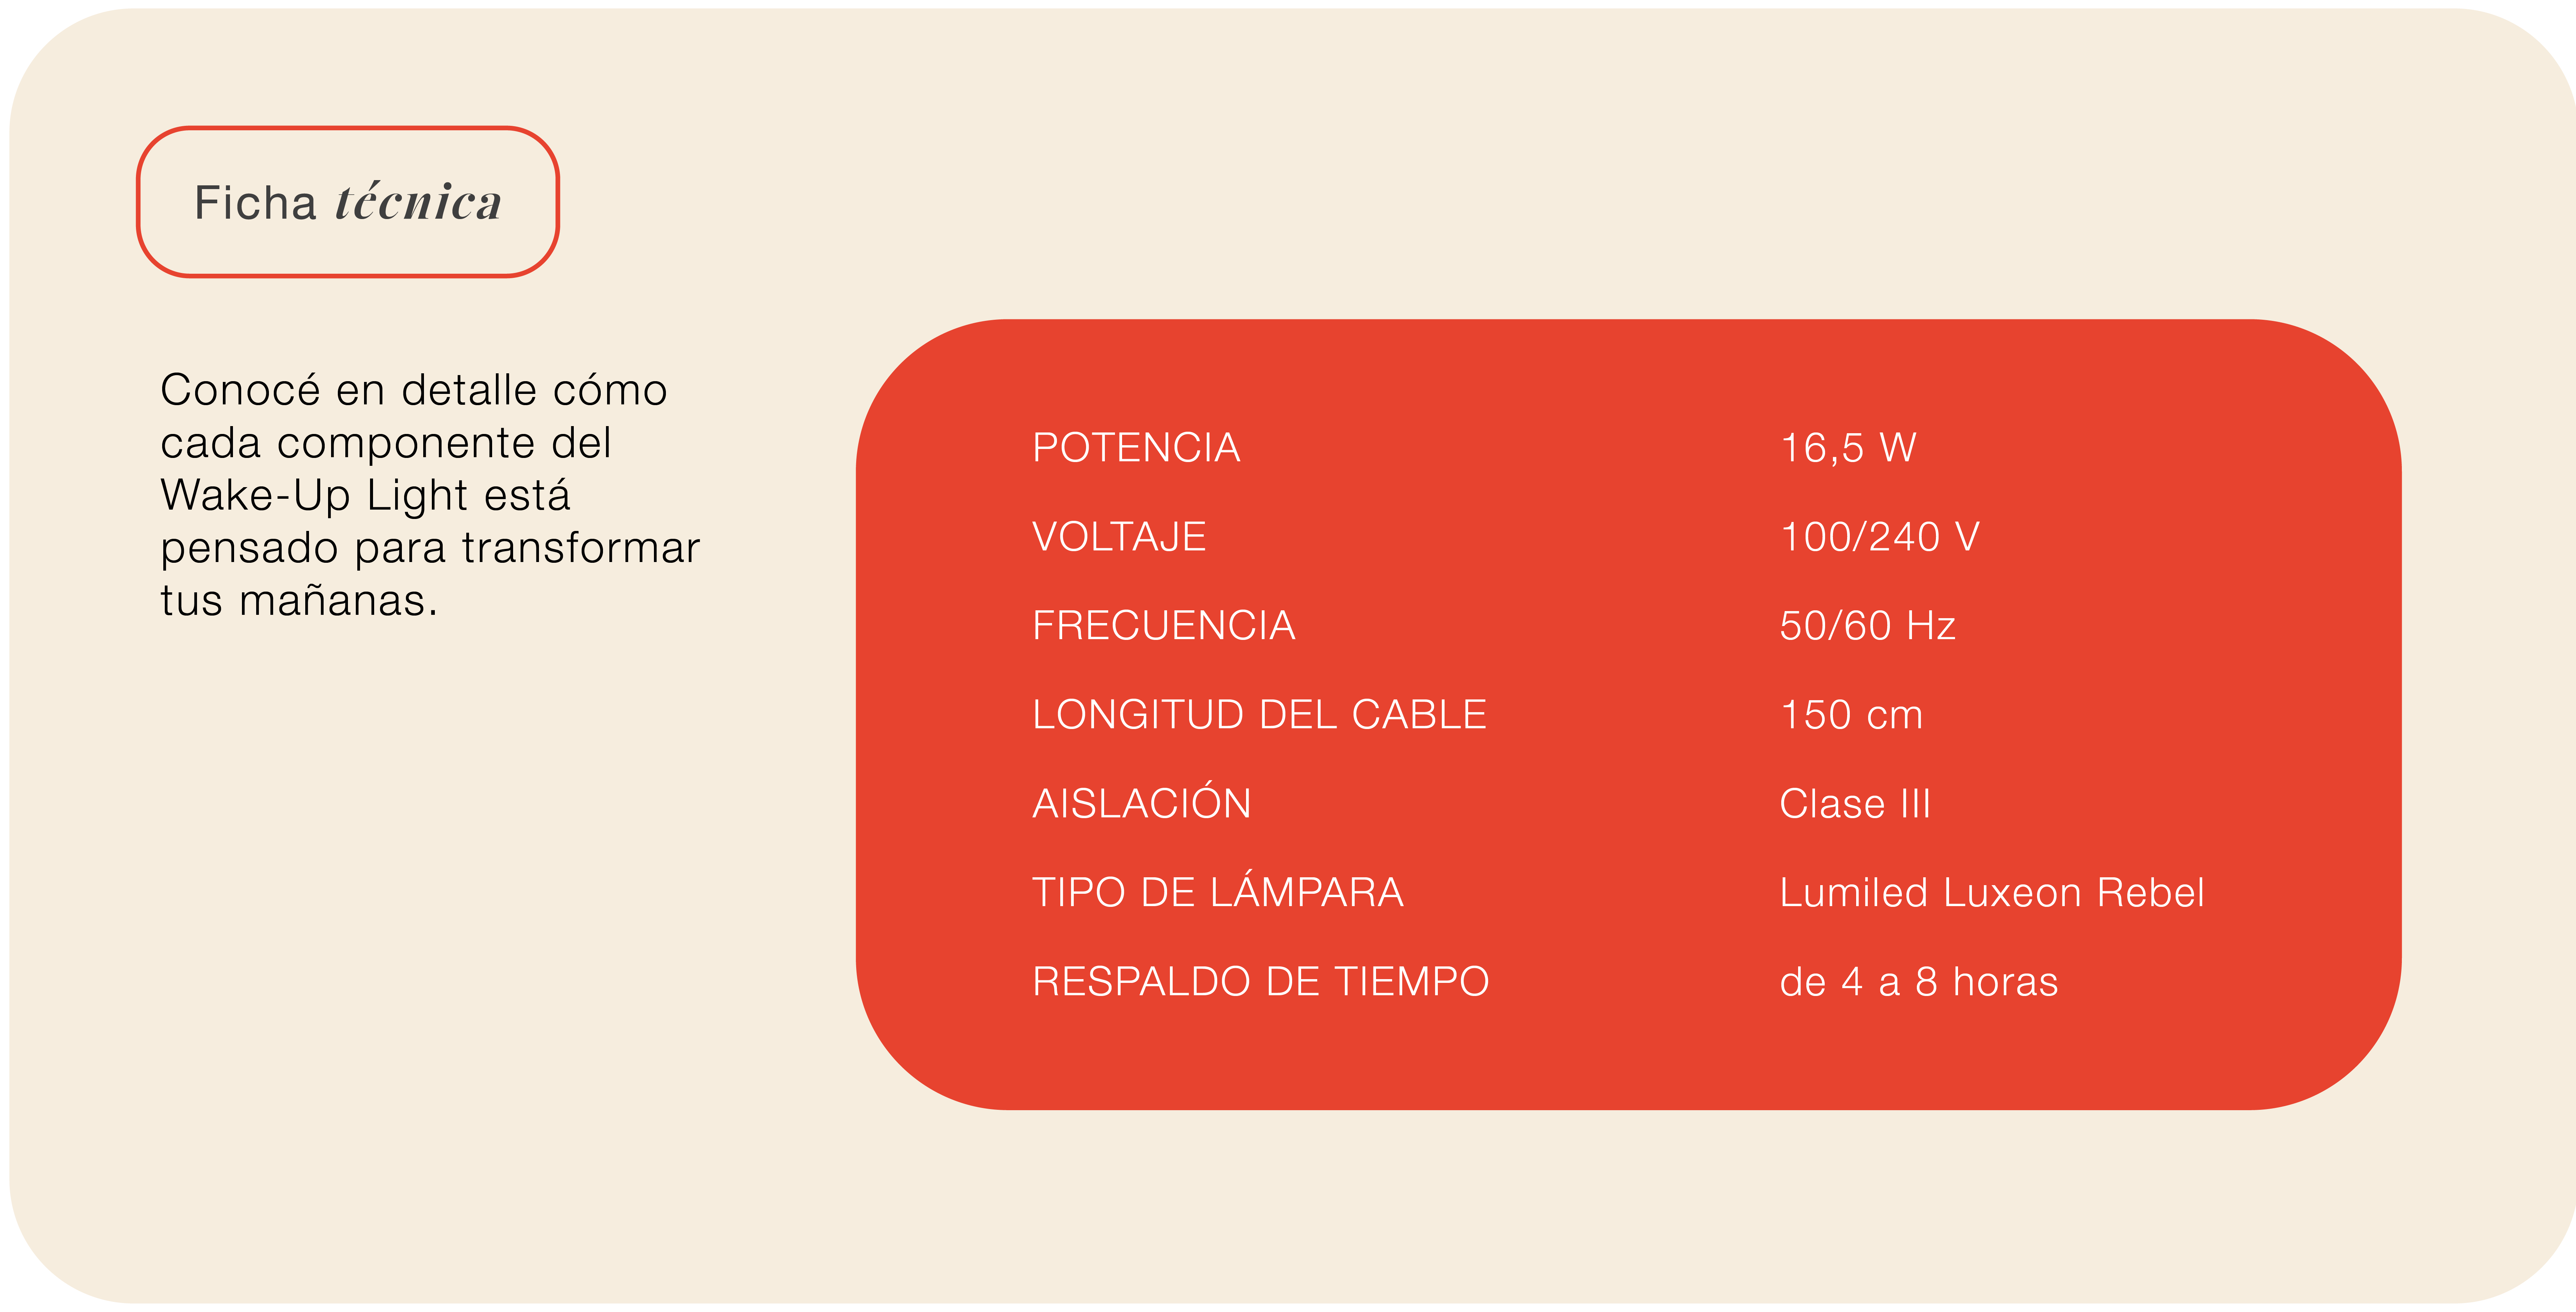 Ficha técnica
Conocé en detalle cómo
cada componente del
Wake-Up Light está
pensado para transformar
tus mañanas.
POTENCIA 16,5 W
VOLTAJE 100/240 V
FRECUENCIA 50/60 Hz
LONGITUD DEL CABLE 150 cm
AISLACIÓN Clase III
TIPO DE LÁMPARA Lumiled Luxeon Rebel
RESPALDO DE TIEMPO de 4 a 8 horas